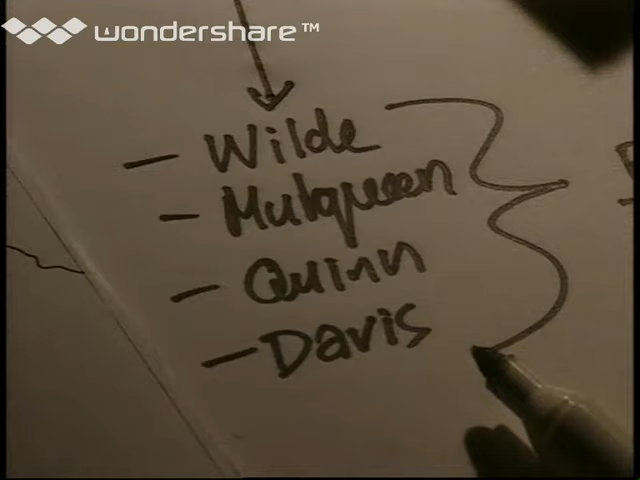 wondershare™
- Wilde
- Mulqueen
- Quinn
- Davis